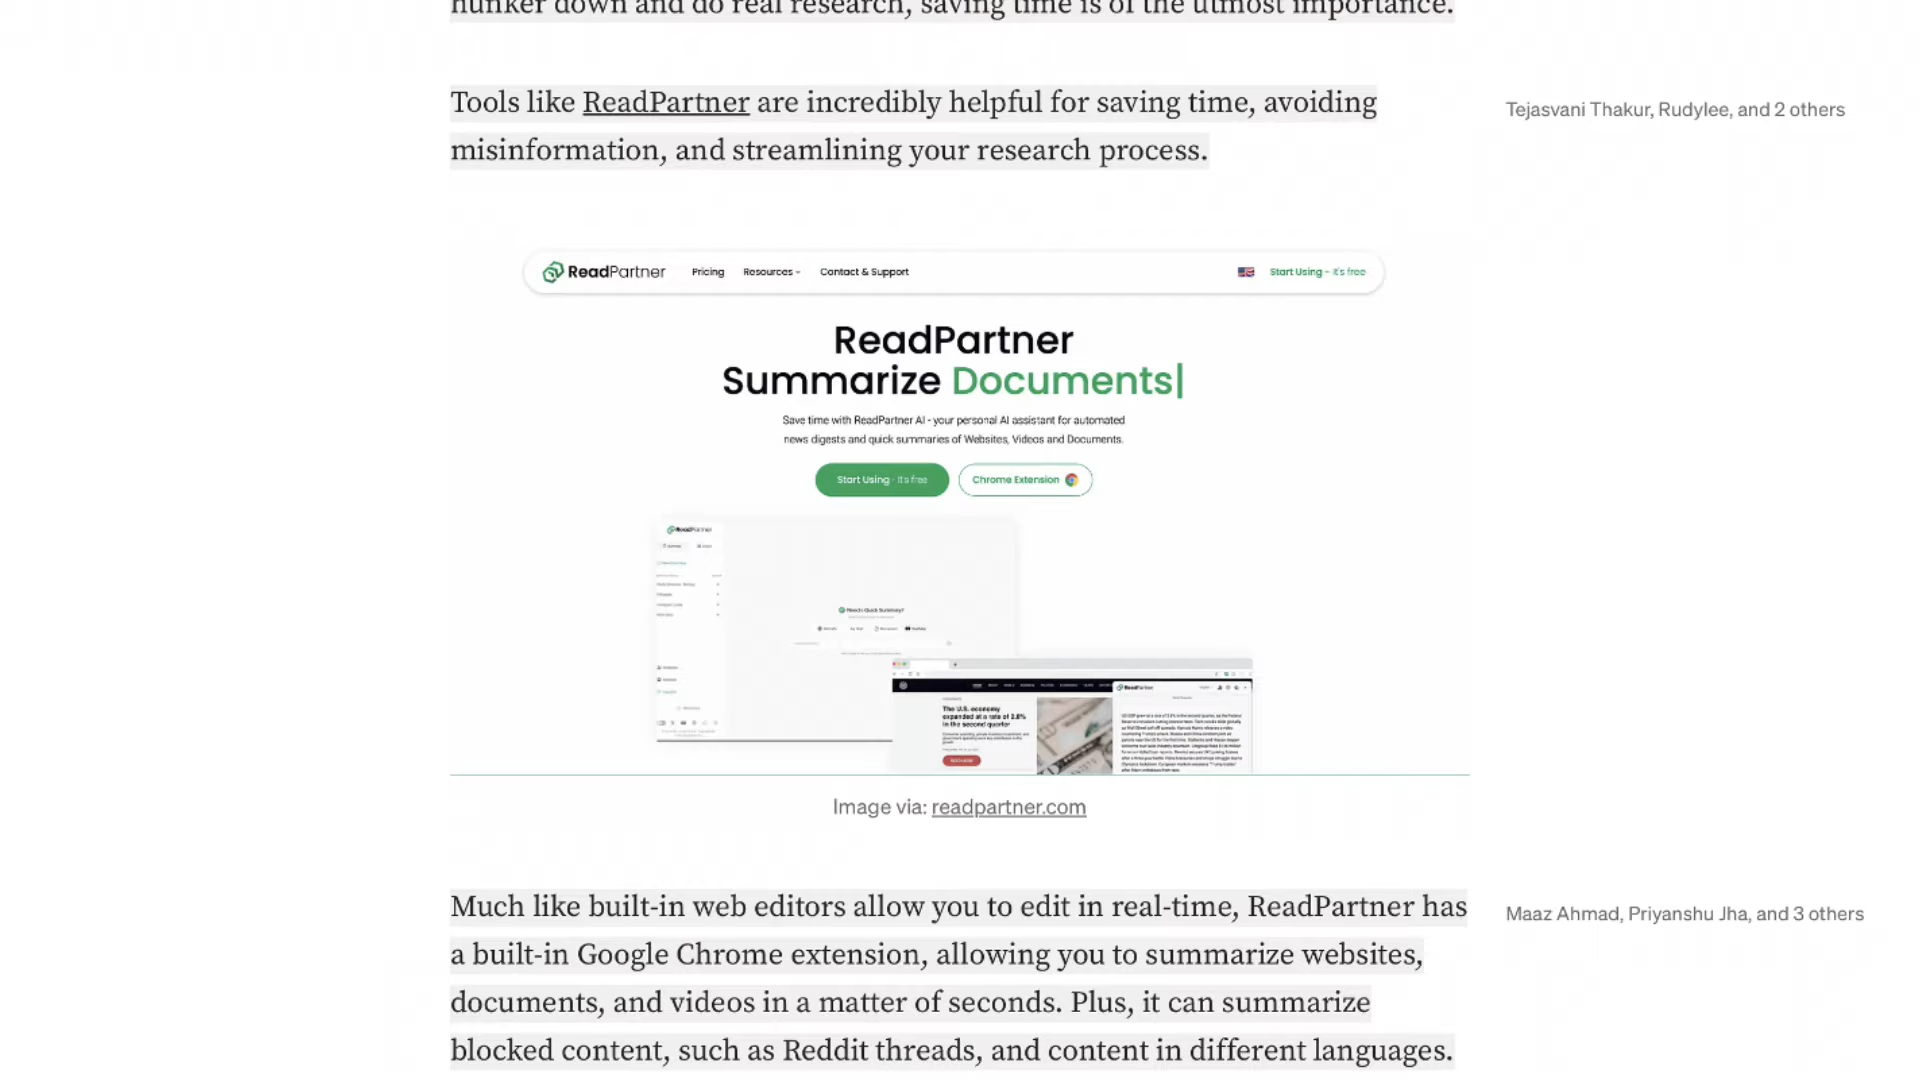 hunker down and do real research, saving time is of the utmost importance.
Tools like ReadPartner are incredibly helpful for saving time, avoiding
misinformation, and streamlining your research process.
Tejasvani Thakur, Rudylee, and 2 others
ReadPartner Pricing Resources Contact & Support Start Using - it's free
ReadPartner
Summarize Documents|
Save time with ReadPartner AI - your personal AI assistant for automated
news digests and quick summaries of Websites, Videos and Documents.
Start Using - it's free Chrome Extension
ReadPartner
Need a Quick Summary?
ReadPartner
The U.S. economy
expanded at a rate of 2.8%
in the second quarter
Image via: readpartner.com
Much like built-in web editors allow you to edit in real-time, ReadPartner has
a built-in Google Chrome extension, allowing you to summarize websites,
documents, and videos in a matter of seconds. Plus, it can summarize
blocked content, such as Reddit threads, and content in different languages.
Maaz Ahmad, Priyanshu Jha, and 3 others